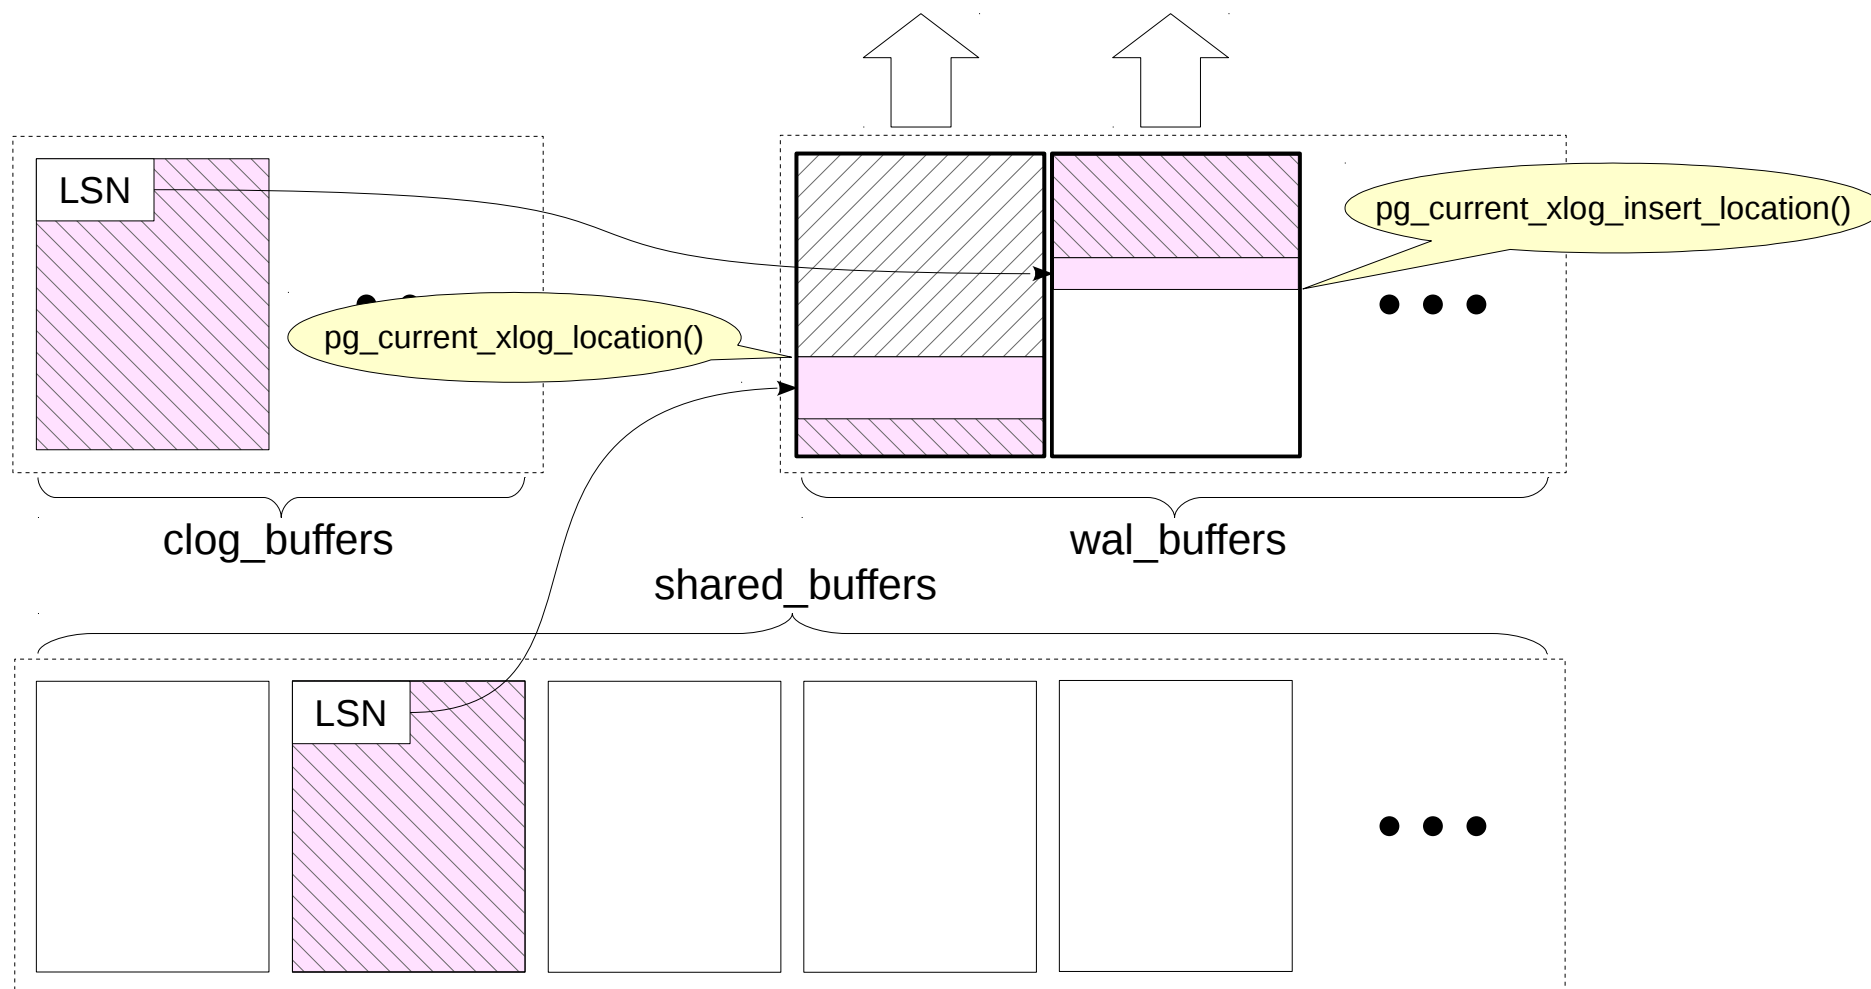 LSN
pg_current_xlog_insert_location()
pg_current_xlog_location()
clog_buffers
wal_buffers
shared_buffers
LSN